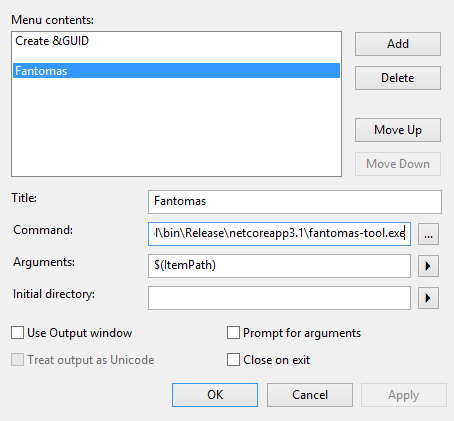 Menu contents:
Create &GUID
Fantomas
Add
Delete
Move Up
Move Down
Title: Fantomas
Command: \bin\Release\netcoreapp3.1\fantomas-tool.exe ...
Arguments: $(ItemPath)
Initial directory:
Use Output window
Prompt for arguments
Treat output as Unicode
Close on exit
OK Cancel Apply